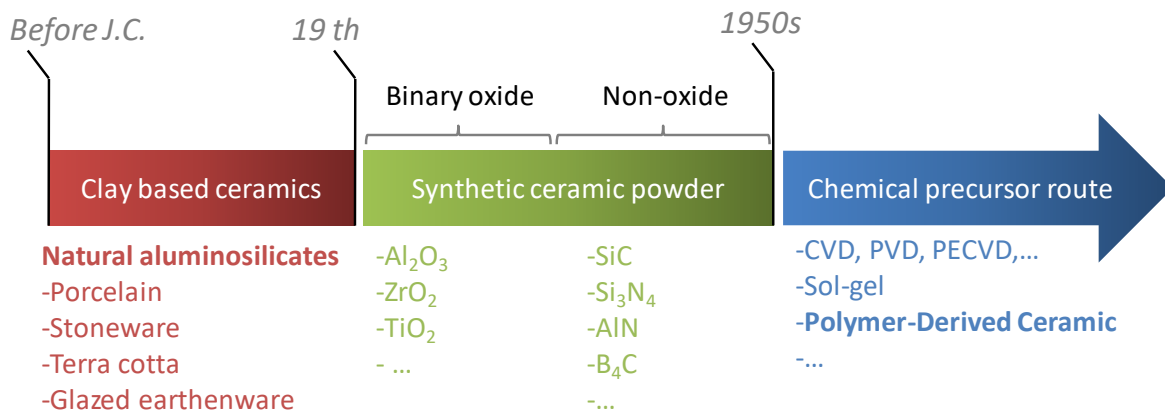 Before J.C.
19 th
1950s
Binary oxide
Non-oxide
Clay based ceramics
Synthetic ceramic powder
Chemical precursor route
Natural aluminosilicates
-Porcelain
-Stoneware
-Terra cotta
-Glazed earthenware
-Al₂O₃
-ZrO₂
-TiO₂
- ...
-SiC
-Si₃N₄
-AlN
-B₄C
-...
-CVD, PVD, PECVD,...
-Sol-gel
-Polymer-Derived Ceramic
-...